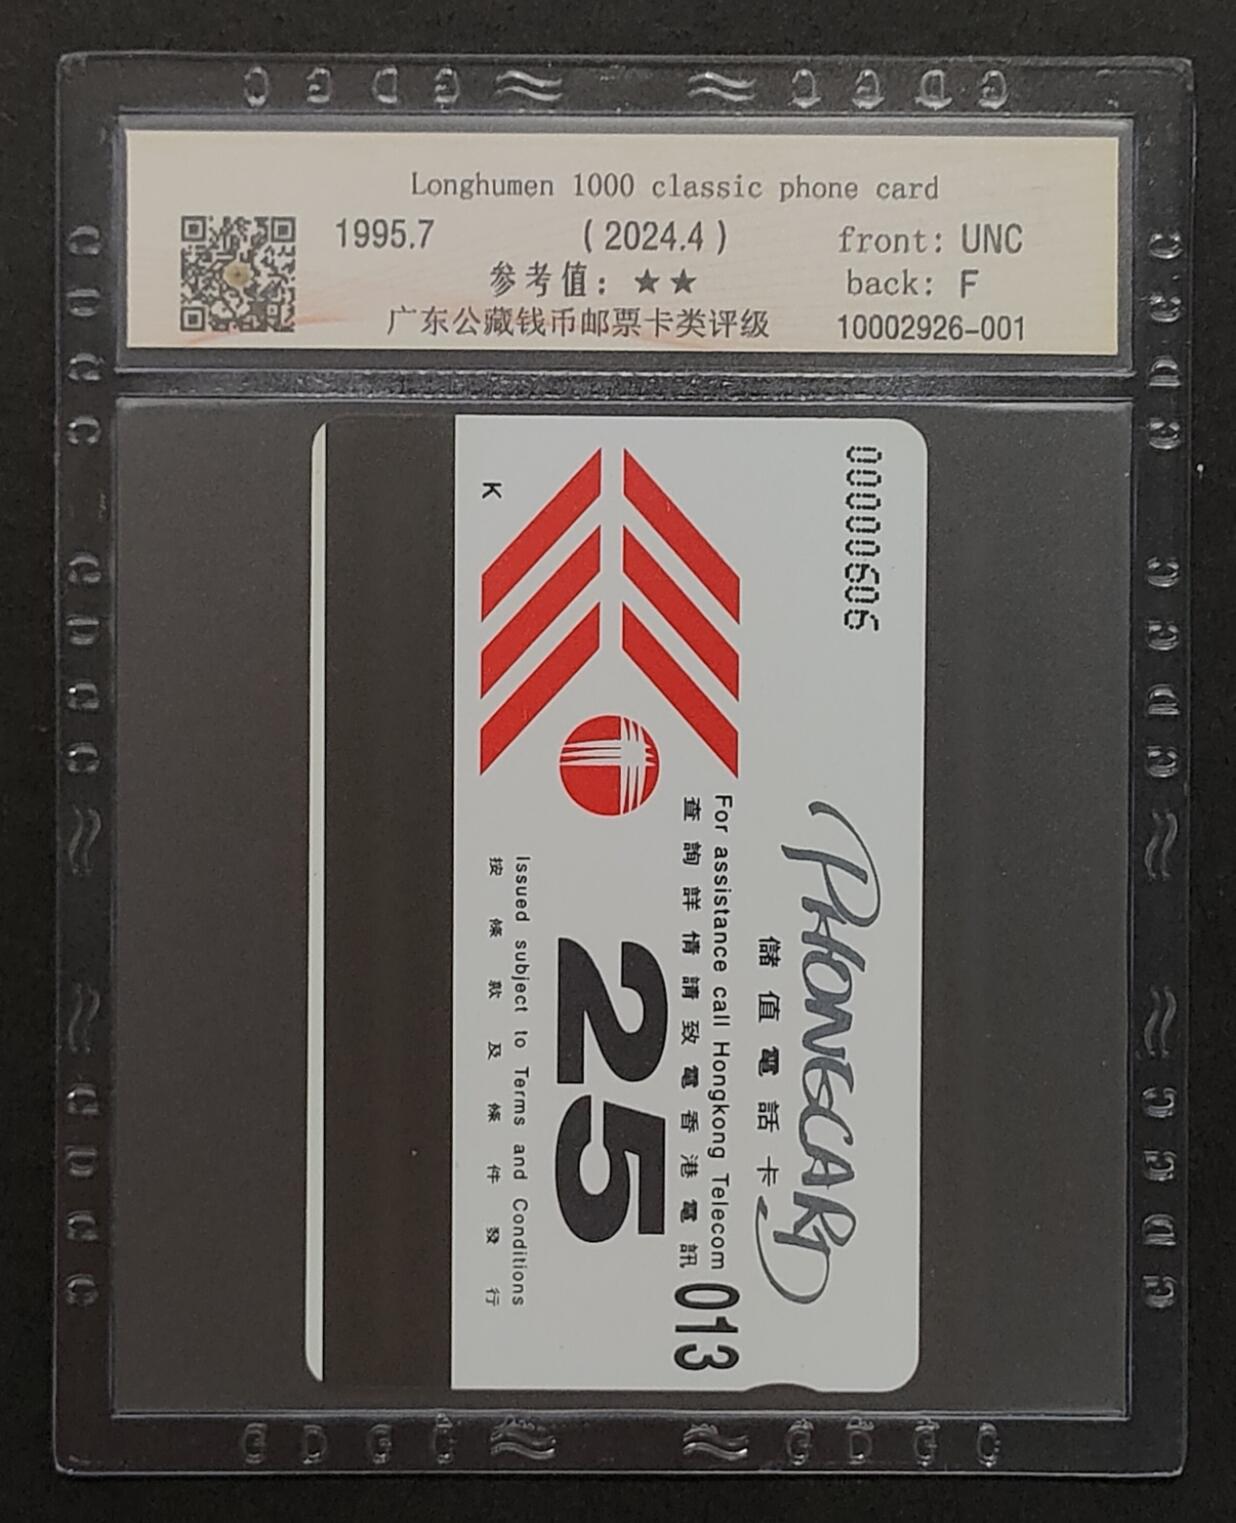 Longhumen 1000 classic phone card
1995.7 (2024.4) front: UNC
参考值: ★★ back: F
广东公藏钱币邮票卡类评级 10002926-001
00000606
PHONECARD
儲值電話卡
For assistance call Hongkong Telecom 013
查詢詳情請致電香港電訊
25
Issued subject to Terms and Conditions
按條款及條件發行
K